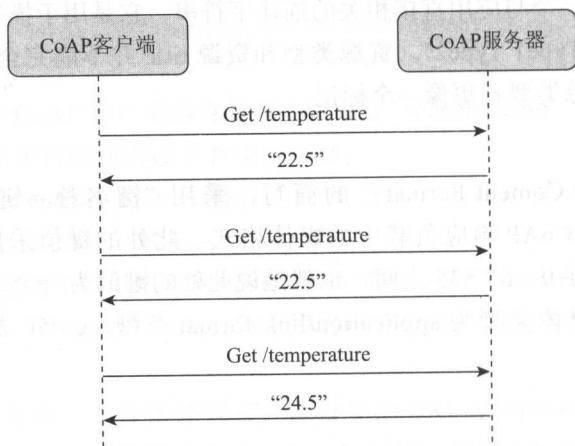 CoAP客户端
CoAP服务器
Get /temperature
“22.5”
Get /temperature
“22.5”
Get /temperature
“24.5”